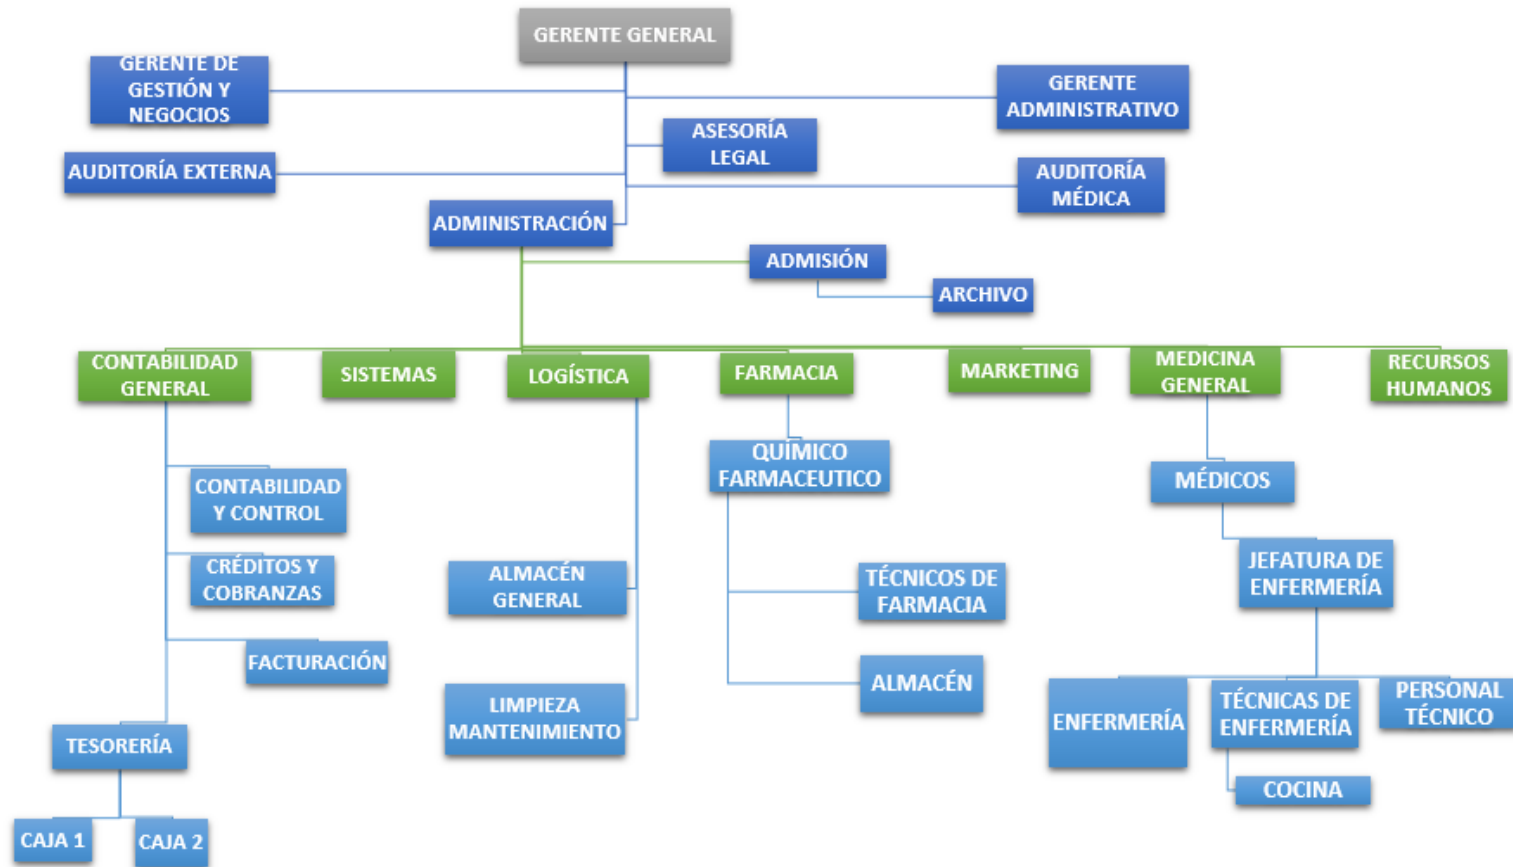 GERENTE GENERAL
GERENTE DE
GESTIÓN Y
NEGOCIOS
GERENTE
ADMINISTRATIVO
ASESORÍA
LEGAL
AUDITORÍA EXTERNA
AUDITORÍA
MÉDICA
ADMINISTRACIÓN
ADMISIÓN
ARCHIVO
CONTABILIDAD
GENERAL
SISTEMAS
LOGÍSTICA
FARMACIA
MARKETING
MEDICINA
GENERAL
RECURSOS
HUMANOS
CONTABILIDAD
Y CONTROL
CRÉDITOS Y
COBRANZAS
FACTURACIÓN
TESORERÍA
CAJA 1
CAJA 2
ALMACÉN
GENERAL
LIMPIEZA
MANTENIMIENTO
QUÍMICO
FARMACEUTICO
TÉCNICOS DE
FARMACIA
ALMACÉN
MÉDICOS
JEFATURA DE
ENFERMERÍA
ENFERMERÍA
TÉCNICAS DE
ENFERMERÍA
PERSONAL
TÉCNICO
COCINA